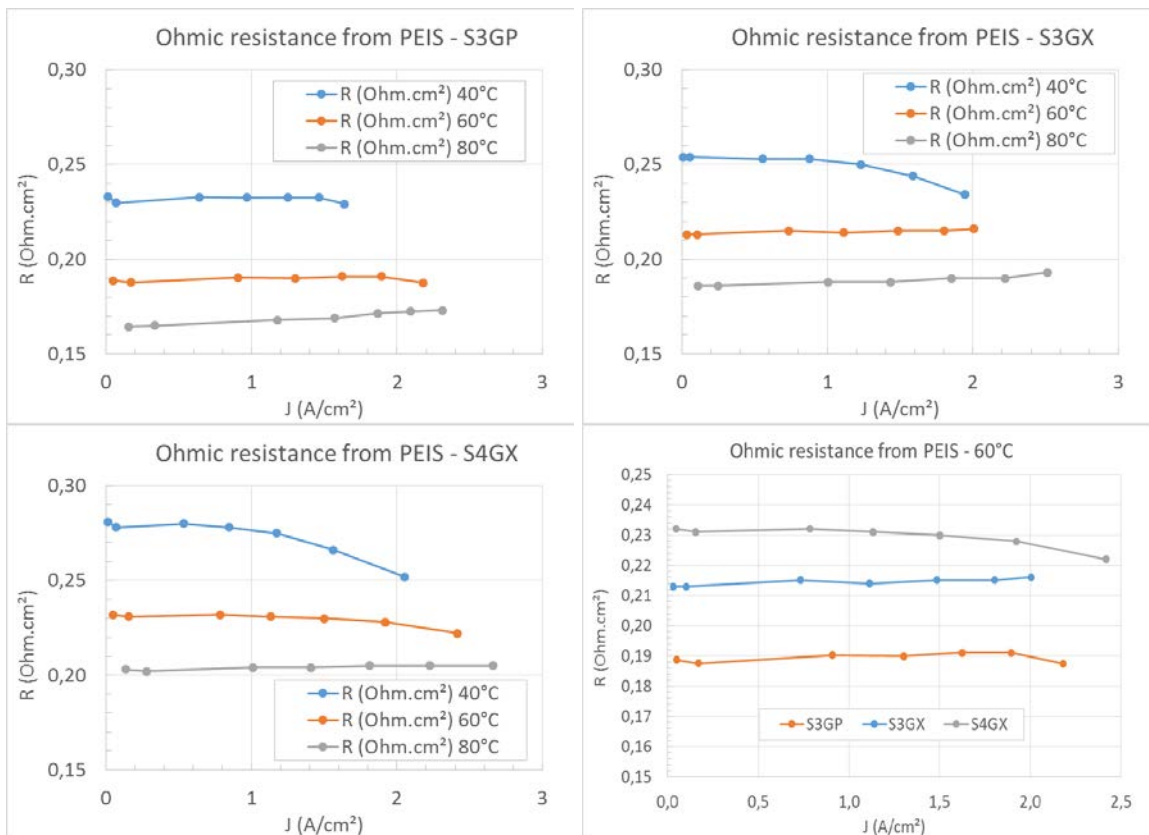 Ohmic resistance from PEIS - S3GP
0,30
0,25
0,20
0,15
R (Ohm.cm²)
R (Ohm.cm²) 40°C
R (Ohm.cm²) 60°C
R (Ohm.cm²) 80°C
0
1
2
3
J (A/cm²)
Ohmic resistance from PEIS - S3GX
0,30
0,25
0,20
0,15
R (Ohm.cm²)
R (Ohm.cm²) 40°C
R (Ohm.cm²) 60°C
R (Ohm.cm²) 80°C
0
1
2
3
J (A/cm²)
Ohmic resistance from PEIS - S4GX
0,30
0,25
0,20
0,15
R (Ohm.cm²)
R (Ohm.cm²) 40°C
R (Ohm.cm²) 60°C
R (Ohm.cm²) 80°C
0
1
2
3
J (A/cm²)
Ohmic resistance from PEIS - 60°C
0,25
0,24
0,23
0,22
0,21
0,20
0,19
0,18
0,17
0,16
0,15
R (Ohm.cm²)
S3GP S3GX S4GX
0,0
0,5
1,0
1,5
2,0
2,5
J (A/cm²)